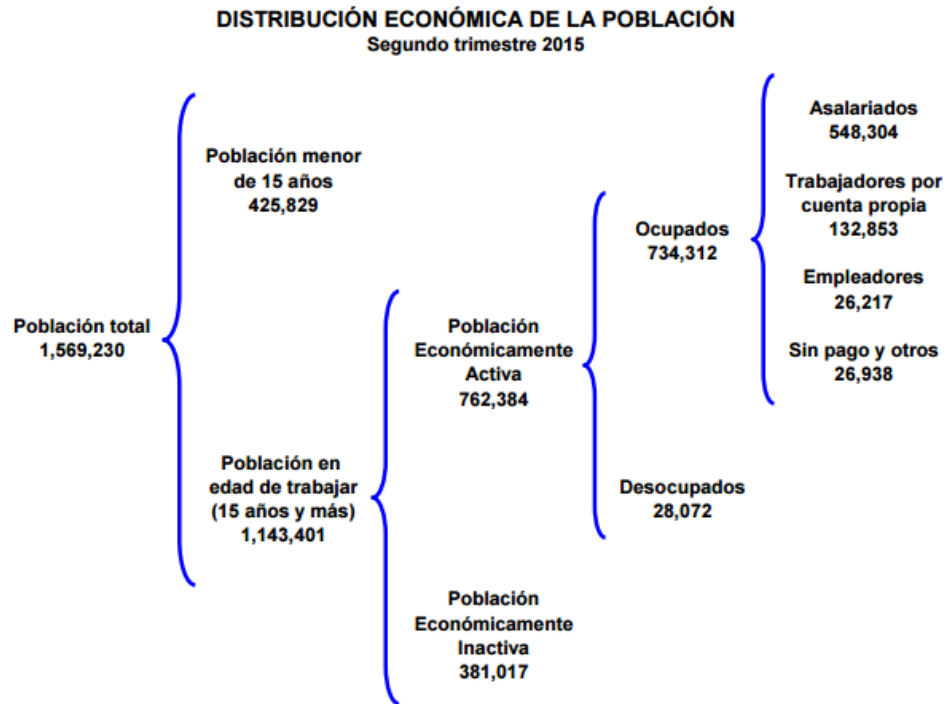 DISTRIBUCIÓN ECONÓMICA DE LA POBLACIÓN
Segundo trimestre 2015
Población total
1,569,230
Población menor
de 15 años
425,829
Población en
edad de trabajar
(15 años y más)
1,143,401
Población
Económicamente
Activa
762,384
Población
Económicamente
Inactiva
381,017
Ocupados
734,312
Desocupados
28,072
Asalariados
548,304
Trabajadores por
cuenta propia
132,853
Empleadores
26,217
Sin pago y otros
26,938